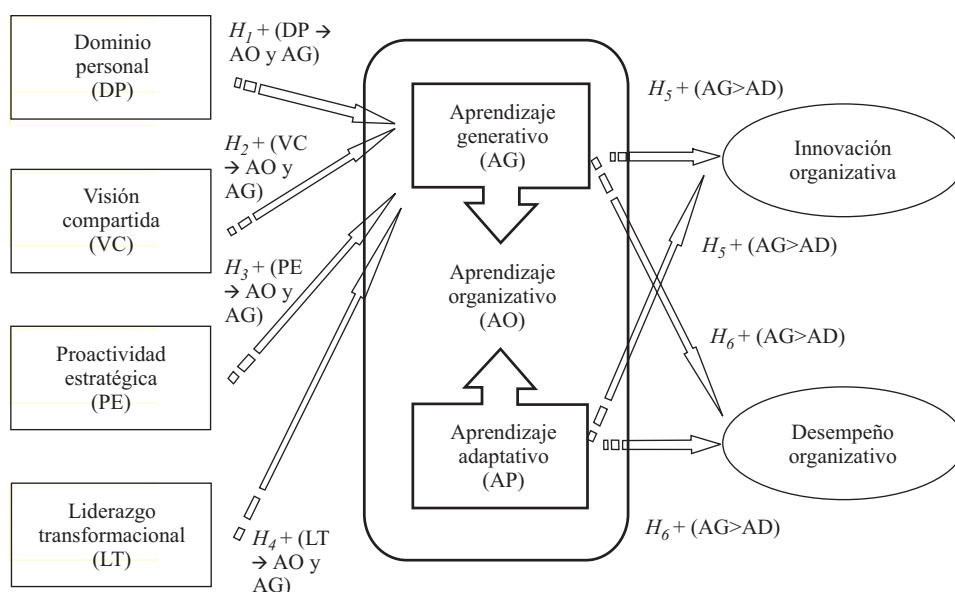 Dominio
personal
(DP)
H1 + (DP →
AO y AG)
Visión
compartida
(VC)
H2 + (VC
→ AO y
AG)
Proactividad
estratégica
(PE)
H3 + (PE
→ AO y
AG)
Liderazgo
transformacional
(LT)
H4 + (LT
→ AO y
AG)
Aprendizaje
generativo
(AG)
Aprendizaje
organizativo
(AO)
Aprendizaje
adaptativo
(AP)
H5 + (AG>AD)
Innovación
organizativa
H5 + (AG>AD)
H6 + (AG>AD)
Desempeño
organizativo
H6 + (AG>AD)